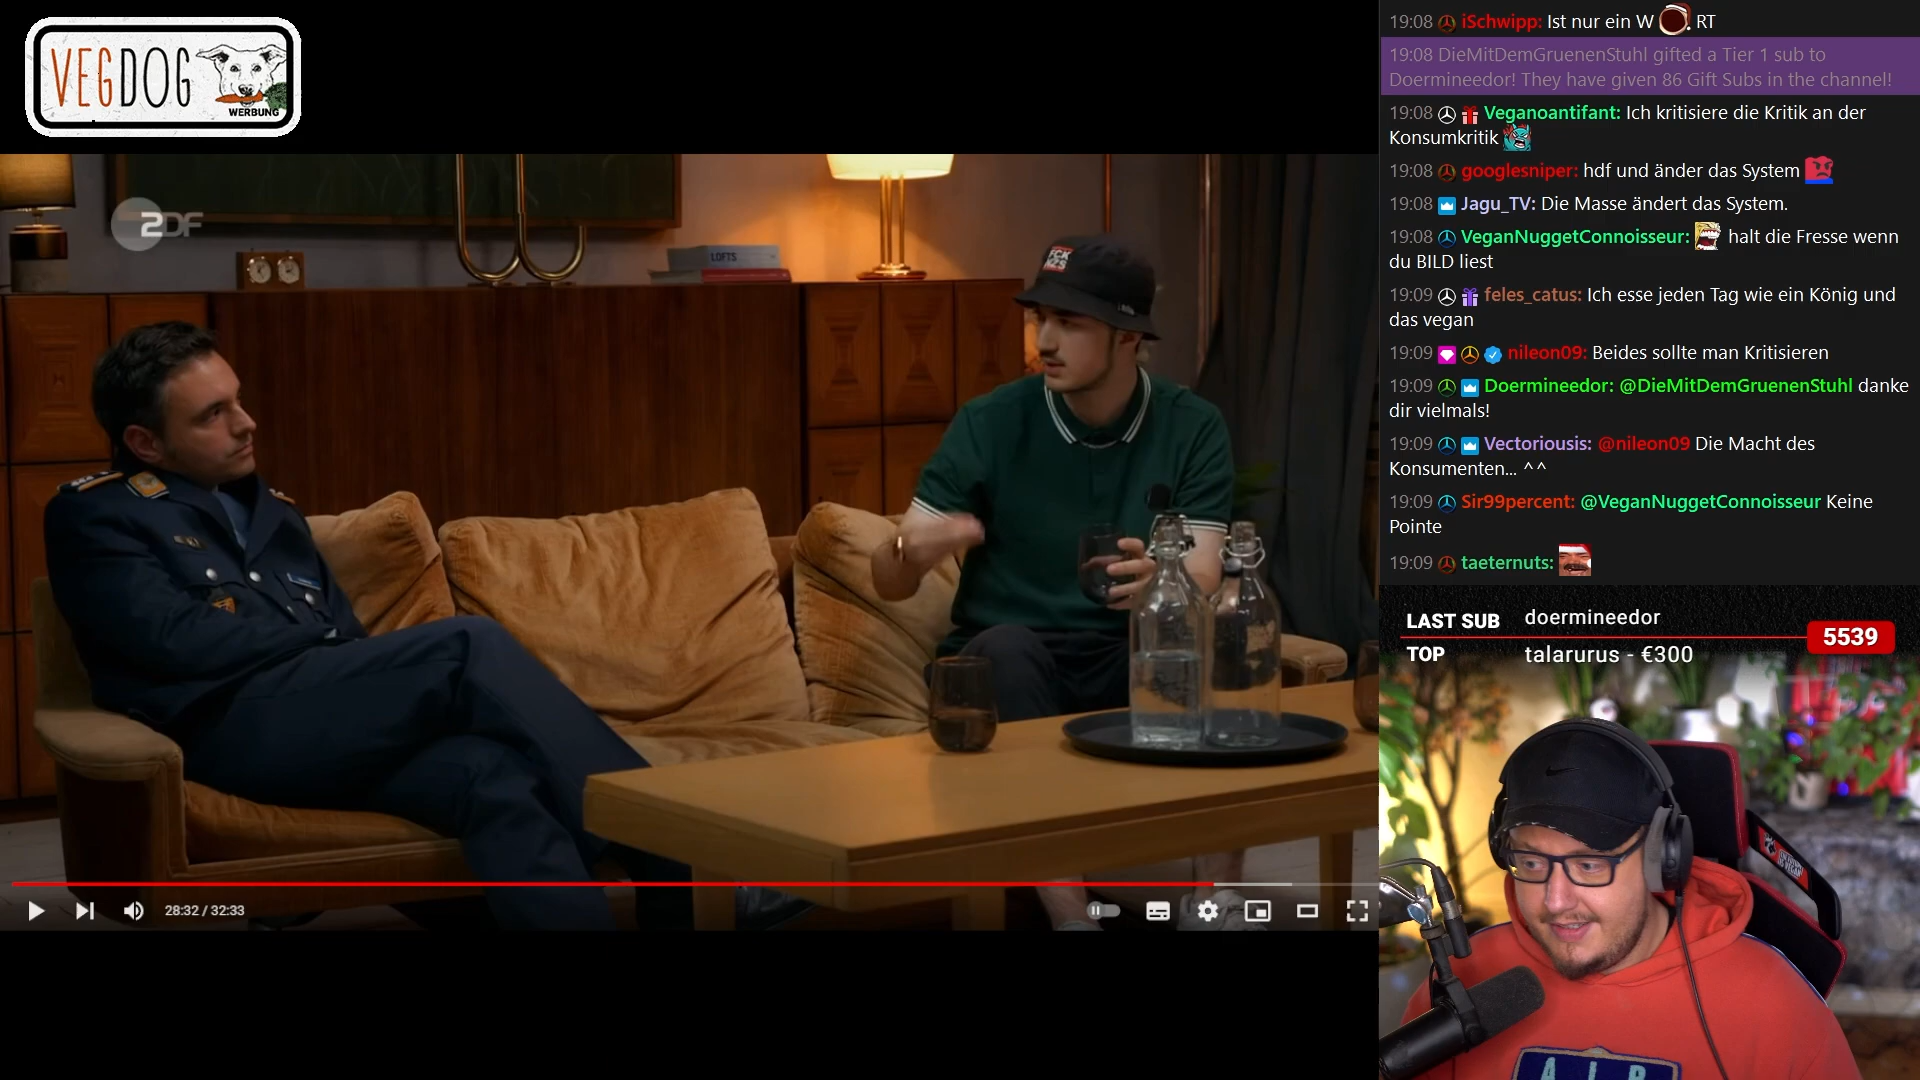 VEGDOG
WERBUNG
2DF
LOFTS
FCK
NZS
28:32 / 32:33
19:08 iSchwipp: Ist nur ein W RT
19:08 DieMitDemGruenenStuhl gifted a Tier 1 sub to
Doermineedor! They have given 86 Gift Subs in the channel!
19:08 Veganoantifant: Ich kritisiere die Kritik an der
Konsumkritik
19:08 googlesniper: hdf und änder das System
19:08 Jagu_TV: Die Masse ändert das System.
19:08 VeganNuggetConnoisseur: halt die Fresse wenn
du BILD liest
19:09 feles_catus: Ich esse jeden Tag wie ein König und
das vegan
19:09 nileon09: Beides sollte man Kritisieren
19:09 Doermineedor: @DieMitDemGruenenStuhl danke
dir vielmals!
19:09 Vectoriousis: @nileon09 Die Macht des
Konsumenten... ^^
19:09 Sir99percent: @VeganNuggetConnoisseur Keine
Pointe
19:09 taeternuts:
LAST SUB doermineedor
5539
TOP talarurus - €300